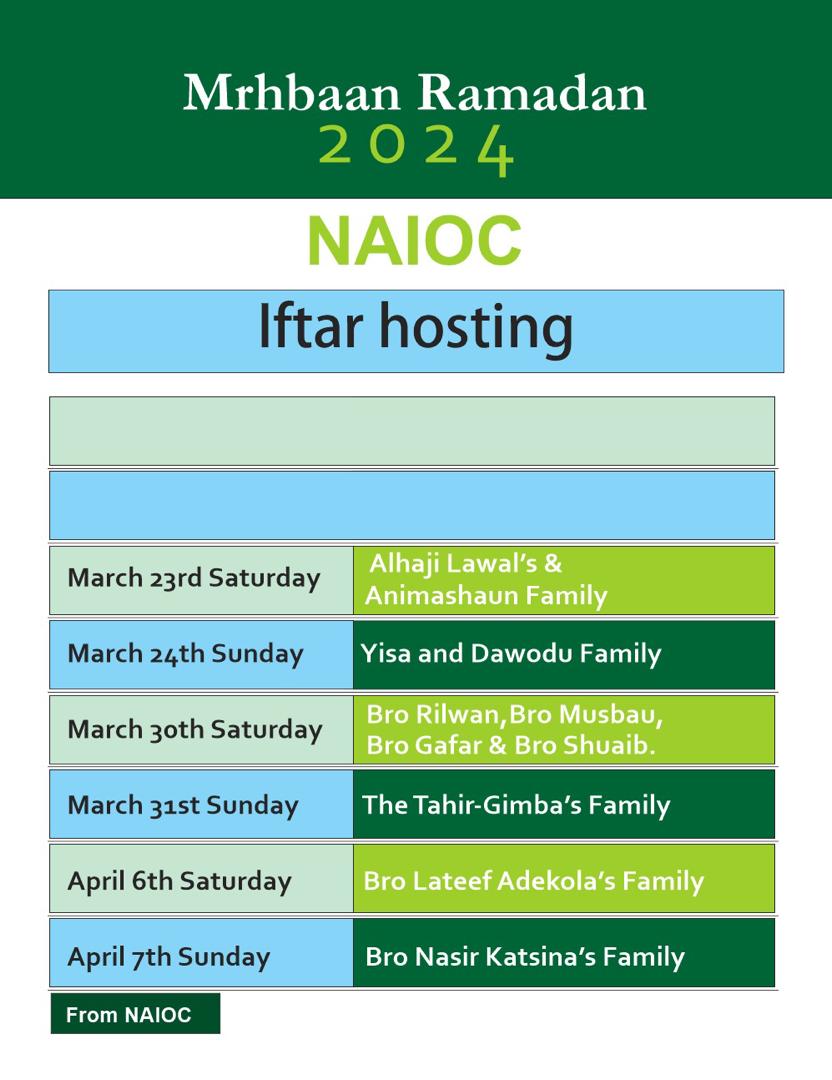 Mrhbaan Ramadan
2024
NAIOC
Iftar hosting
March 23rd Saturday
Alhaji Lawal's &
Animashaun Family
March 24th Sunday
Yisa and Dawodu Family
March 30th Saturday
Bro Rilwan,Bro Musbau,
Bro Gafar & Bro Shuaib.
March 31st Sunday
The Tahir-Gimba's Family
April 6th Saturday
Bro Lateef Adekola's Family
April 7th Sunday
Bro Nasir Katsina's Family
From NAIOC